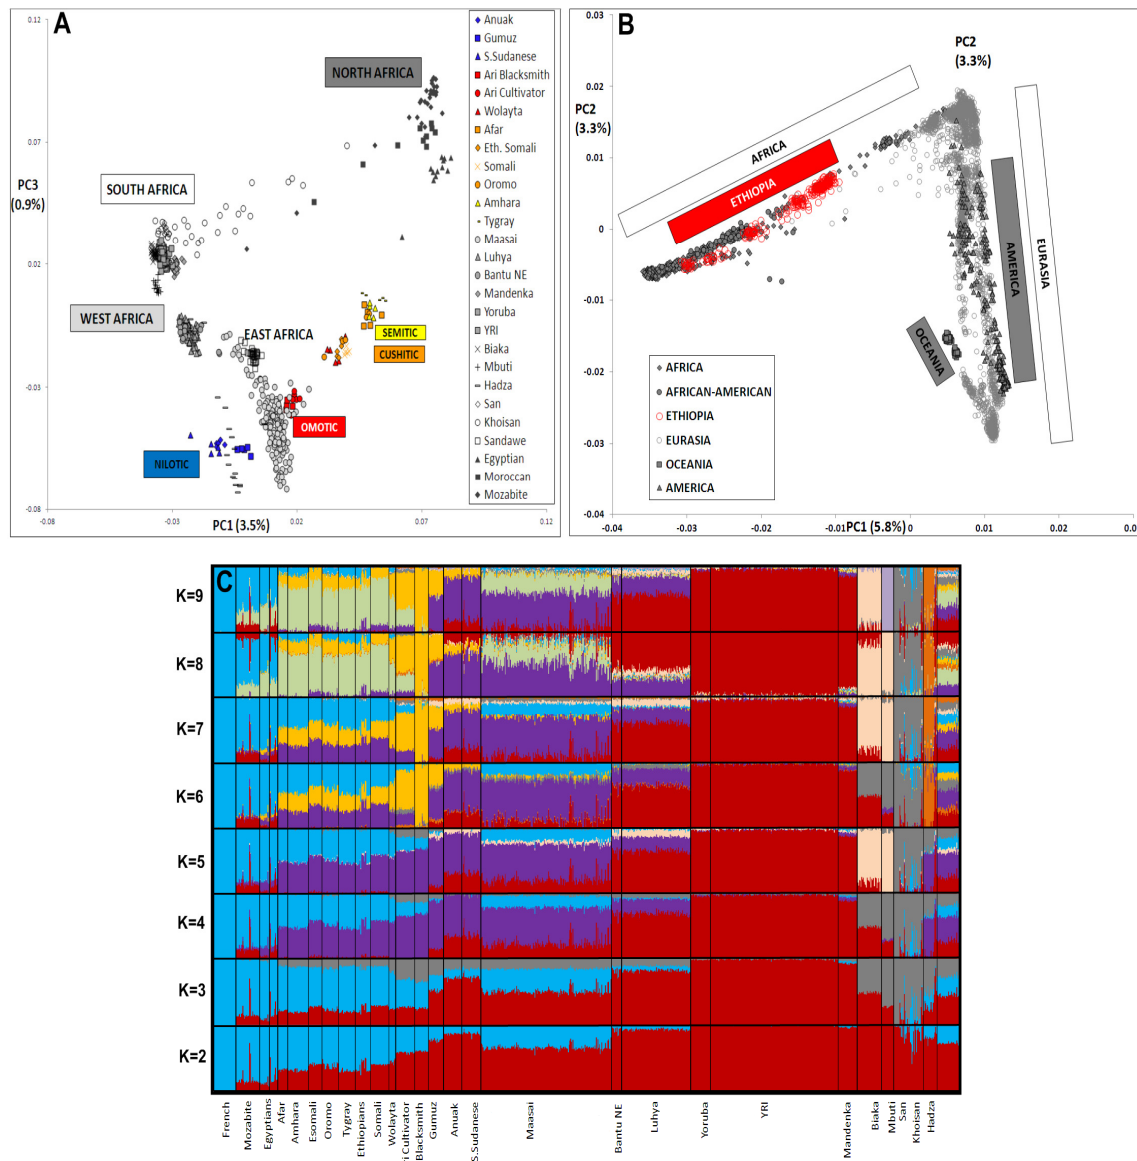 A
0.12
0.07
PC3
(0.9%)
0.02
-0.03
-0.08
-0.08
-0.03
0.02
0.07
0.12
PC1 (3.5%)
NORTH AFRICA
SOUTH AFRICA
WEST AFRICA
EAST AFRICA
SEMITIC
CUSHITIC
OMOTIC
NILOTIC
Anuak
Gumuz
S.Sudanese
Ari Blacksmith
Ari Cultivator
Wolayta
Afar
Eth. Somali
Somali
Oromo
Amhara
Tygray
Maasai
Luhya
Bantu NE
Mandenka
Yoruba
YRI
Biaka
Mbuti
Hadza
San
Khoisan
Sandawe
Egyptian
Moroccan
Mozabite
B
0.03
0.02
PC2
(3.3%)
0.01
0
-0.01
-0.02
-0.03
-0.04
-0.04
-0.03
-0.02
-0.01
PC1 (5.8%)
0
0.01
0.02
0.0
PC2
(3.3%)
AFRICA
ETHIOPIA
OCEANIA
AMERICA
EURASIA
AFRICA
AFRICAN-AMERICAN
ETHIOPIA
EURASIA
OCEANIA
AMERICA
C
K=9
K=8
K=7
K=6
K=5
K=4
K=3
K=2
French
Mozabite
Egyptians
Afar
Amhara
Esomali
Oromo
Tygray
Ethiopians
Somali
Wolayta
ri Cultivator
Blacksmith
Gumuz
Anuak
S.Sudanese
Maasai
Bantu NE
Luhya
Yoruba
YRI
Mandenka
Biaka
Mbuti
San
Khoisan
Hadza